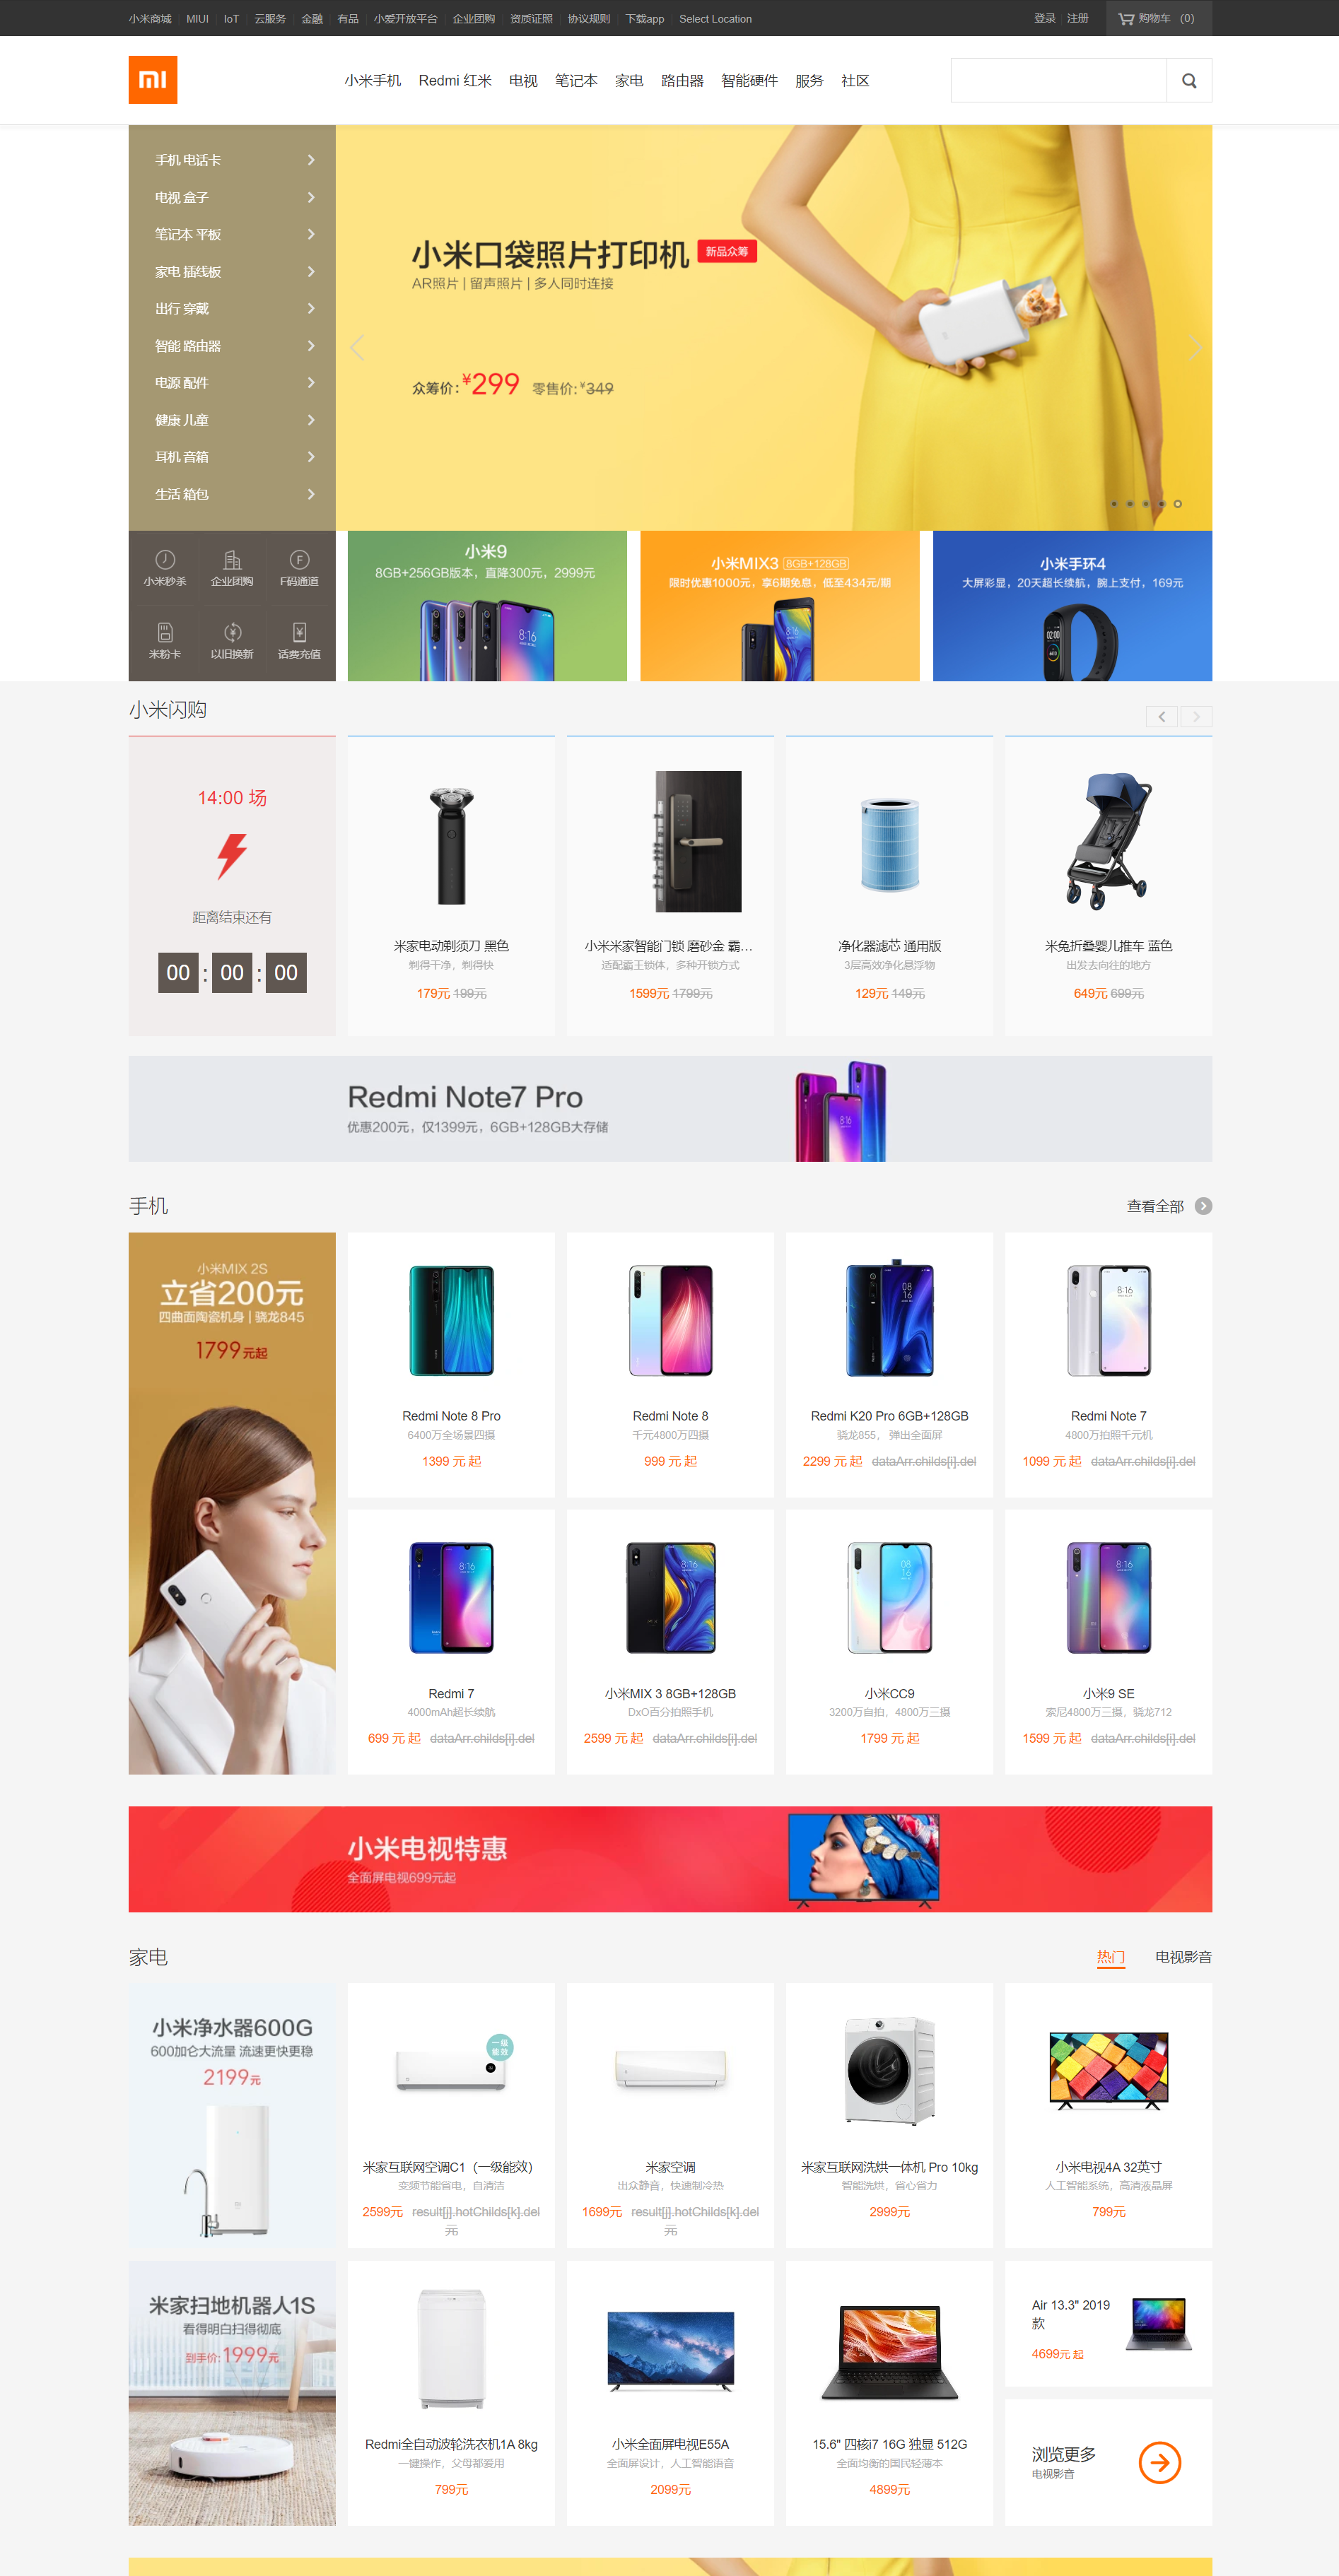 小米商城 MIUI IoT 云服务 金融 有品 小爱开放平台 企业团购 资质证照 协议规则 下载app Select Location 登录 注册 购物车 (0)
mi 小米手机 Redmi 红米 电视 笔记本 家电 路由器 智能硬件 服务 社区
手机 电话卡
电视 盒子
笔记本 平板
家电 插线板
出行 穿戴
智能 路由器
电源 配件
健康 儿童
耳机 音箱
生活 箱包
小米口袋照片打印机 新品众筹
AR照片 | 留声照片 | 多人同时连接
众筹价: ¥299 零售价: ¥349
小米秒杀 企业团购 F码通道
米粉卡 以旧换新 话费充值
小米9
8GB+256GB版本，直降300元，2999元
小米MIX3 8GB+128GB
限时优惠1000元，享6期免息，低至434元/期
小米手环4
大屏彩显，20天超长续航，腕上支付，169元
小米闪购
14:00 场
距离结束还有
00 : 00 : 00
米家电动剃须刀 黑色
剃得干净，剃得快
179元 199元
小米米家智能门锁 磨砂金 霸...
适配霸王锁体，多种开锁方式
1599元 1799元
净化器滤芯 通用版
3层高效净化悬浮物
129元 149元
米兔折叠婴儿推车 蓝色
出发去向往的地方
649元 699元
Redmi Note7 Pro
优惠200元，仅1399元，6GB+128GB大存储
手机 查看全部
小米MIX 2S
立省200元
四曲面陶瓷机身 | 骁龙845
1799元起
Redmi Note 8 Pro
6400万全场景四摄
1399 元 起
Redmi Note 8
千元4800万四摄
999 元 起
Redmi K20 Pro 6GB+128GB
骁龙855， 弹出全面屏
2299 元 起 dataArr.childs[i].del
Redmi Note 7
4800万拍照千元机
1099 元 起 dataArr.childs[i].del
Redmi 7
4000mAh超长续航
699 元 起 dataArr.childs[i].del
小米MIX 3 8GB+128GB
DxO百分拍照手机
2599 元 起 dataArr.childs[i].del
小米CC9
3200万自拍，4800万三摄
1799 元 起
小米9 SE
索尼4800万三摄，骁龙712
1599 元 起 dataArr.childs[i].del
小米电视特惠
全面屏电视699元起
家电 热门 电视影音
小米净水器600G
600加仑大流量 流速更快更稳
2199元
米家互联网空调C1（一级能效）
变频节能省电，自清洁
2599元 result[j].hotChilds[k].del
元
一级
能效
米家空调
出众静音，快速制冷热
1699元 result[j].hotChilds[k].del
元
米家互联网洗烘一体机 Pro 10kg
智能洗烘，省心省力
2999元
小米电视4A 32英寸
人工智能系统，高清液晶屏
799元
米家扫地机器人1S
看得明白扫得彻底
到手价: 1999元
Redmi全自动波轮洗衣机1A 8kg
一键操作，父母都爱用
799元
小米全面屏电视E55A
全面屏设计，人工智能语音
2099元
15.6" 四核i7 16G 独显 512G
全面均衡的国民轻薄本
4899元
Air 13.3" 2019
款
4699元 起
浏览更多
电视影音